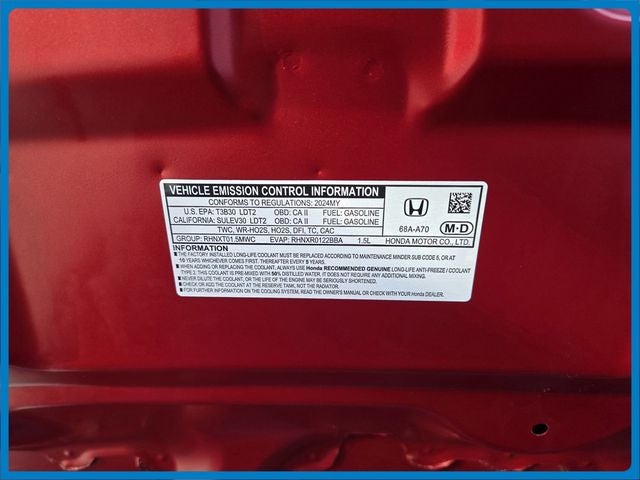 VEHICLE EMISSION CONTROL INFORMATION
CONFORMS TO REGULATIONS: 2024MY
U.S. EPA: T3B30 LDT2 OBD: CA II FUEL: GASOLINE
CALIFORNIA: SULEV30 LDT2 OBD: CA II FUEL: GASOLINE
TWC, WR-HO2S, HO2S, DFI, TC, CAC
GROUP: RHNXT01.5MWC EVAP: RHNXR0122BBA 1.5L
68A-A70
M-D
HONDA MOTOR CO., LTD.
INFORMATION
■ THE FACTORY INSTALLED LONG-LIFE COOLANT MUST BE REPLACED ACCORDING TO MAINTENANCE MINDER SUB CODE 5, OR AT
10 YEARS WHICHEVER COMES FIRST. THEREAFTER EVERY 5 YEARS.
■ WHEN ADDING OR REPLACING COOLANT, ALWAYS USE Honda RECOMMENDED GENUINE LONG-LIFE ANTI-FREEZE / COOLANT
TYPE 2. THIS COOLANT IS PRE-MIXED WITH 50% DISTILLED WATER. IT DOES NOT REQUIRE ANY ADDITIONAL MIXING.
■ NEVER DILUTE THE COOLANT, OR THE LIFE OF THE ENGINE MAY BE SERIOUSLY SHORTENED.
■ CHECK OR ADD THE COOLANT AT THE RESERVE TANK, NOT THE RADIATOR.
■ FOR FURTHER INFORMATION ON THE COOLING SYSTEM, READ THE OWNER'S MANUAL OR CHECK WITH YOUR Honda DEALER.